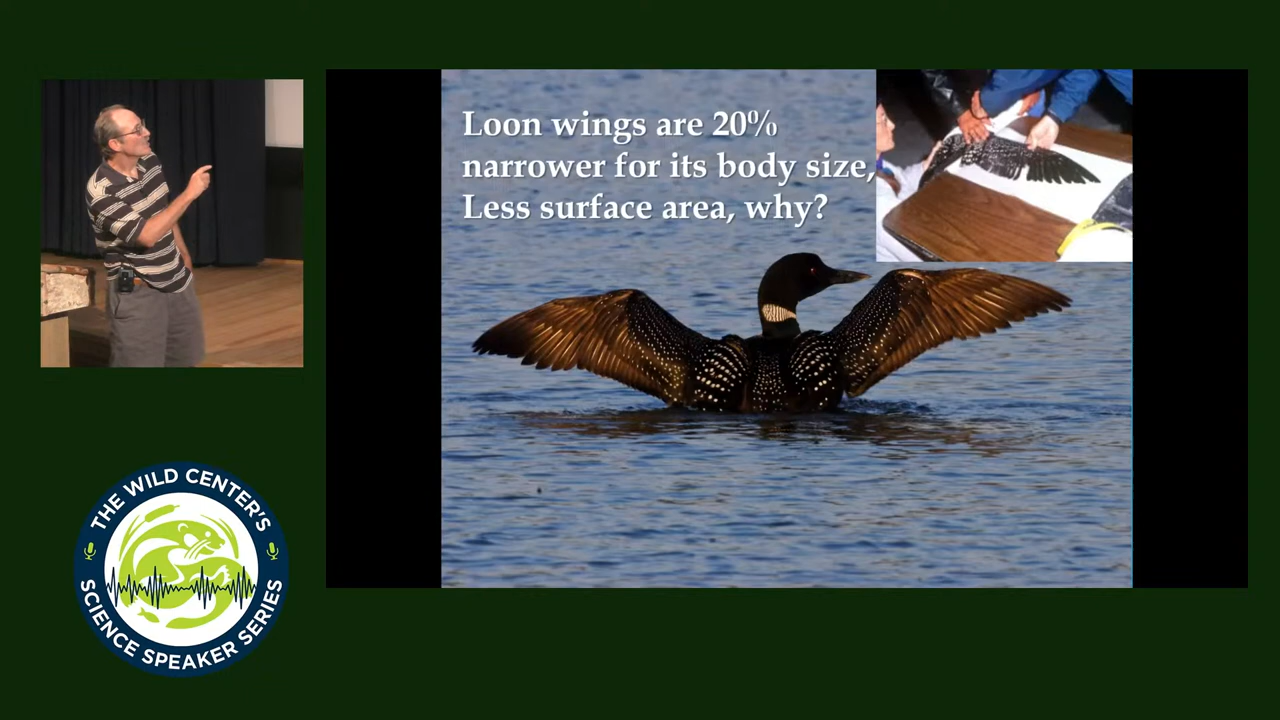 Loon wings are 20%
narrower for its body size,
Less surface area, why?
THE WILD CENTER'S
SCIENCE SPEAKER SERIES